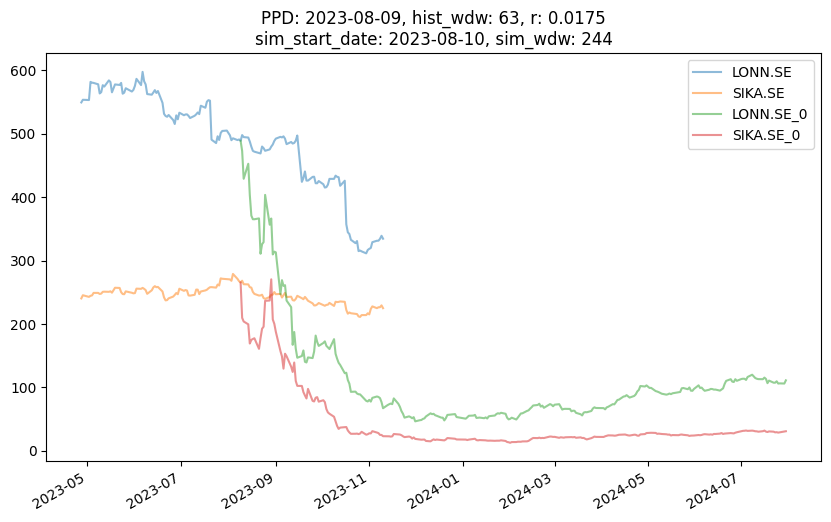 PPD: 2023-08-09, hist_wdw: 63, r: 0.0175
sim_start_date: 2023-08-10, sim_wdw: 244
LONN.SE
SIKA.SE
LONN.SE_0
SIKA.SE_0
600
500
400
300
200
100
0
2023-05
2023-07
2023-09
2023-11
2024-01
2024-03
2024-05
2024-07